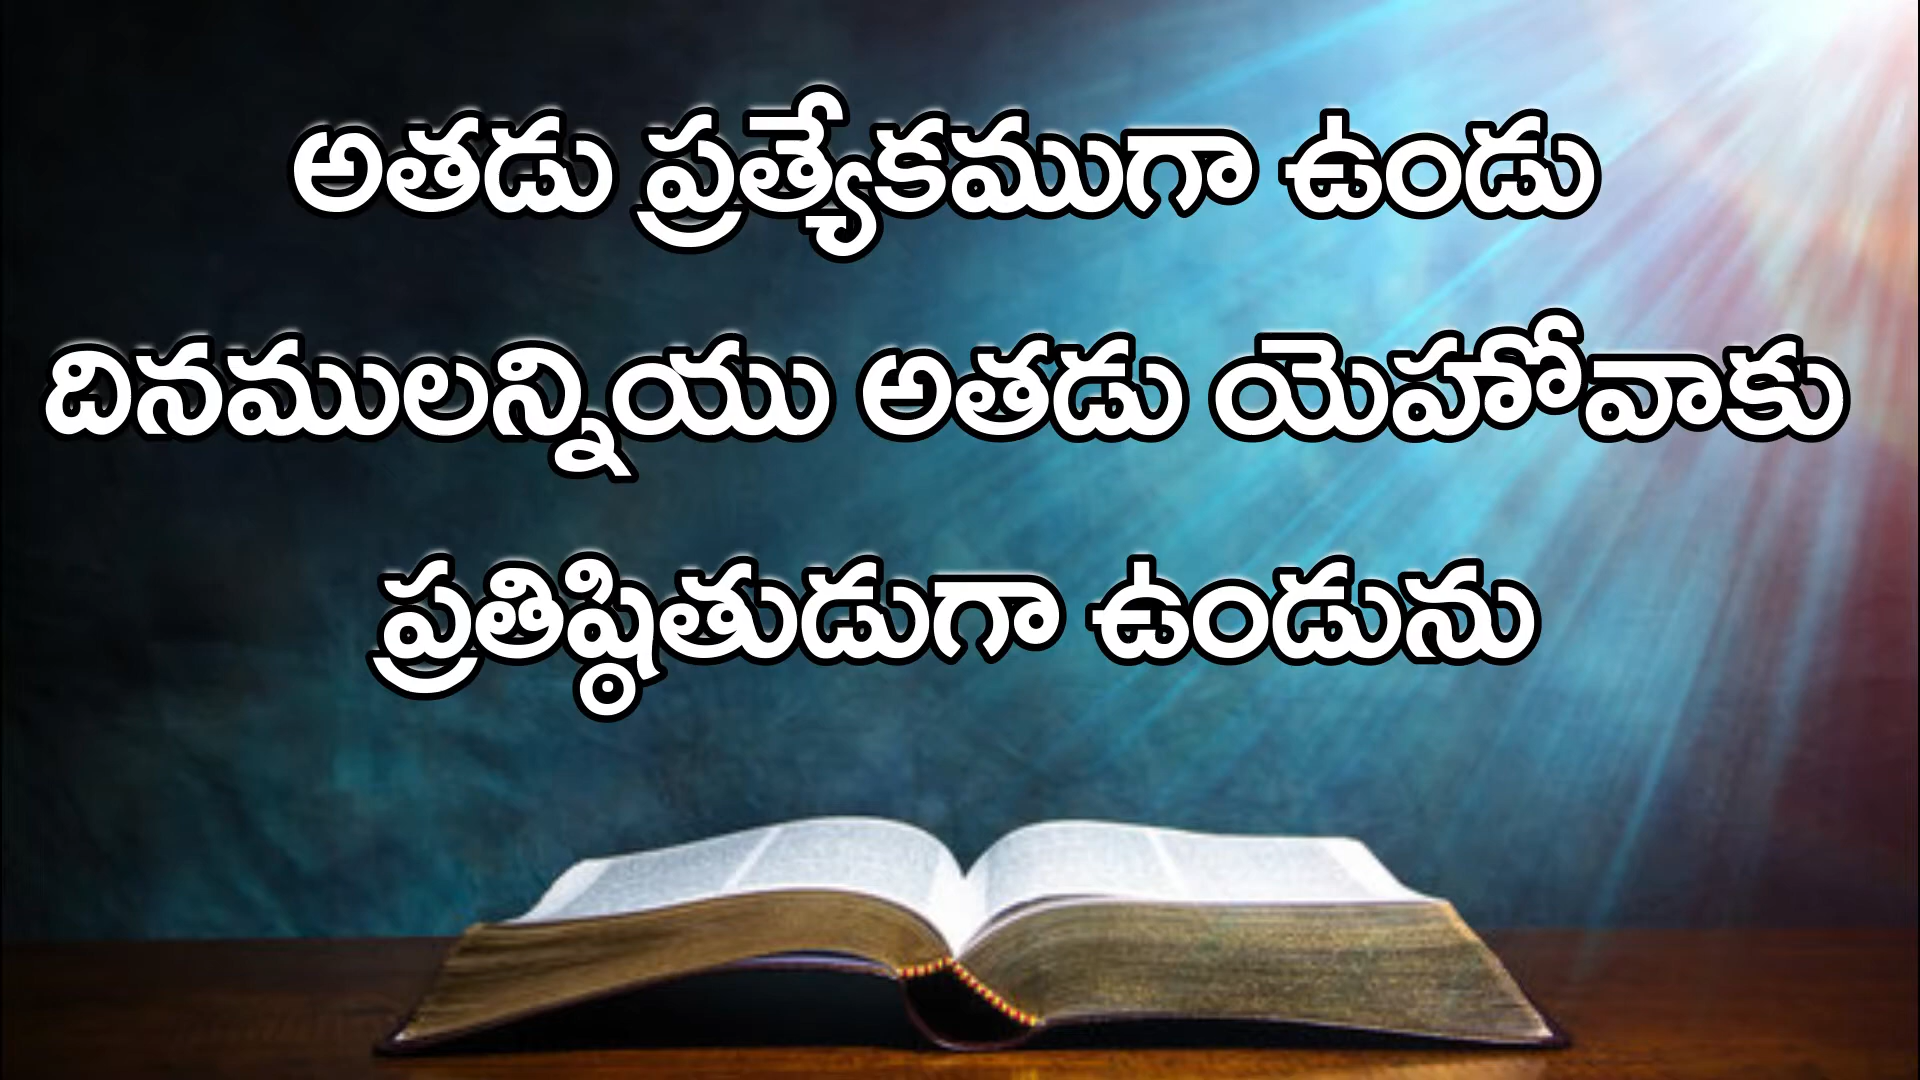 అతడు ప్రత్యేకముగా ఉండు
దినములన్నియు అతడు యెహోవాకు
ప్రతిష్ఠితుడుగా ఉండును